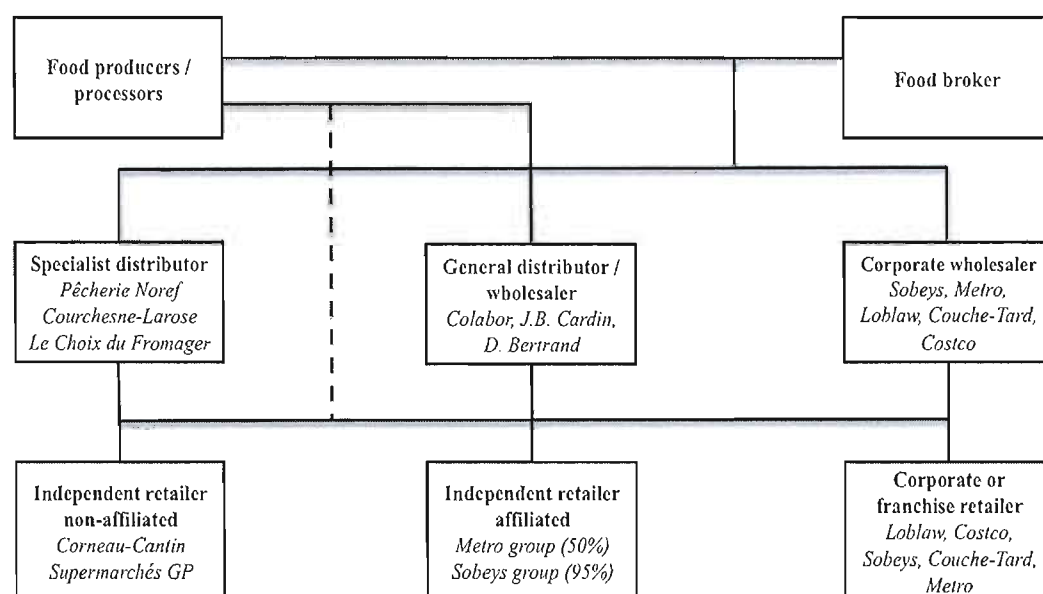 Food producers /
processors
Food broker
Specialist distributor
Pêcherie Noref
Courchesne-Larose
Le Choix du Fromager
General distributor /
wholesaler
Colabor, J.B. Cardin,
D. Bertrand
Corporate wholesaler
Sobeys, Metro,
Loblaw, Couche-Tard,
Costco
Independent retailer
non-affiliated
Corneau-Cantin
Supermarchés GP
Independent retailer
affiliated
Metro group (50%)
Sobeys group (95%)
Corporate or
franchise retailer
Loblaw, Costco,
Sobeys, Couche-Tard,
Metro